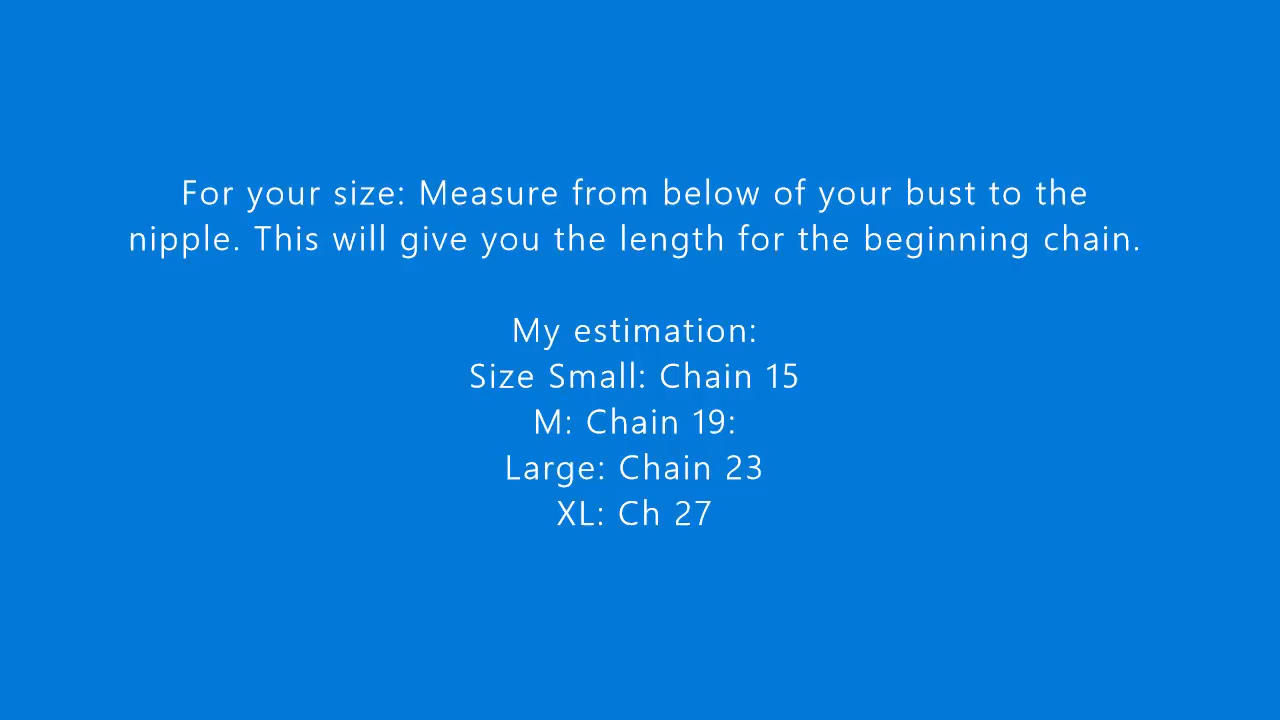 For your size: Measure from below of your bust to the
nipple. This will give you the length for the beginning chain.
My estimation:
Size Small: Chain 15
M: Chain 19:
Large: Chain 23
XL: Ch 27